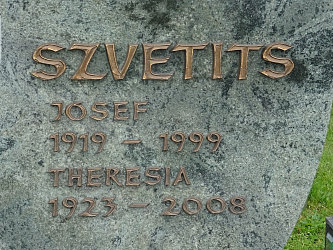 SZVETITS
JOSEF
1919 – 1999
THERESIA
1923 – 2008